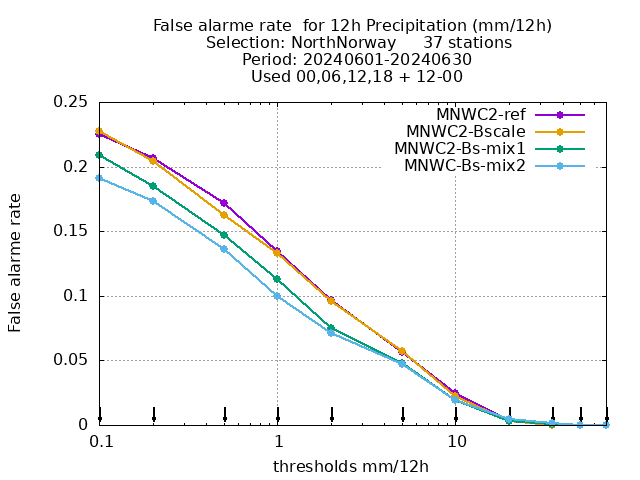 False alarme rate  for 12h Precipitation (mm/12h)
Selection: NorthNorway     37 stations
Period: 20240601-20240630
Used 00,06,12,18 + 12-00
MNWC2-ref
MNWC2-Bscale
MNWC2-Bs-mix1
MNWC-Bs-mix2
False alarme rate
0.25
0.2
0.15
0.1
0.05
0
0.1
1
10
thresholds mm/12h